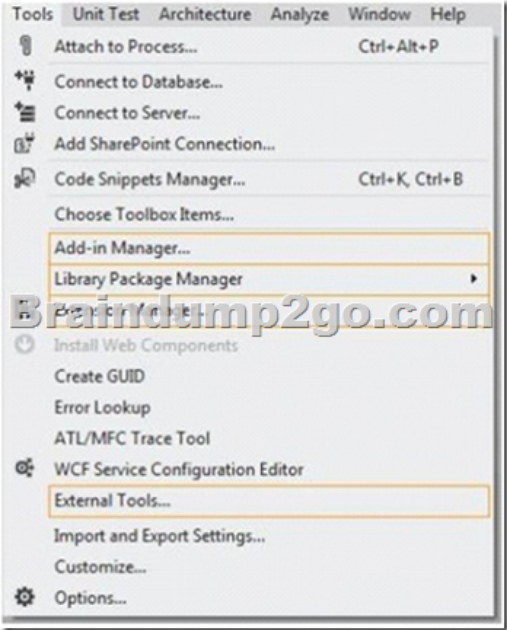 Tools Unit Test Architecture Analyze Window Help
Attach to Process... Ctrl+Alt+P
Connect to Database...
Connect to Server...
Add SharePoint Connection...
Code Snippets Manager... Ctrl+K, Ctrl+B
Choose Toolbox Items...
Add-in Manager...
Library Package Manager
Braindump2go.com
Extension Manager...
Install Web Components
Create GUID
Error Lookup
ATL/MFC Trace Tool
WCF Service Configuration Editor
External Tools...
Import and Export Settings...
Customize...
Options...